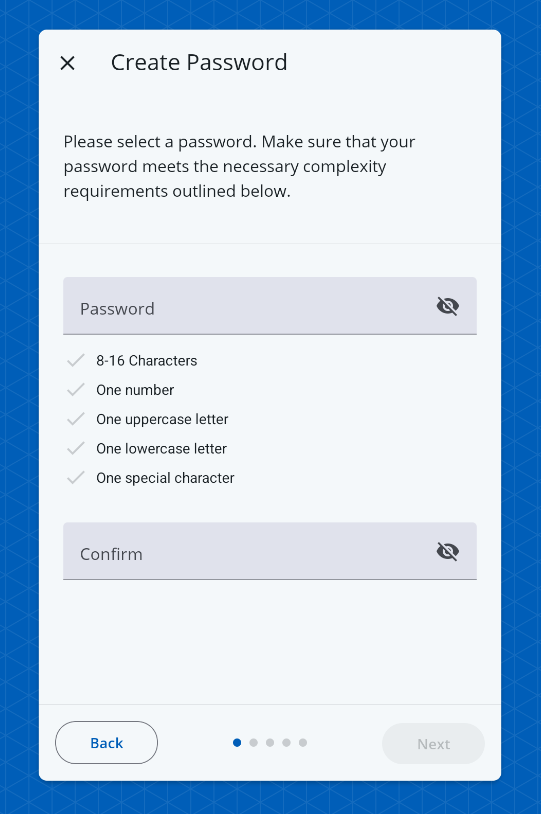 Create Password
Please select a password. Make sure that your
password meets the necessary complexity
requirements outlined below.
Password
8-16 Characters
One number
One uppercase letter
One lowercase letter
One special character
Confirm
Back
Next